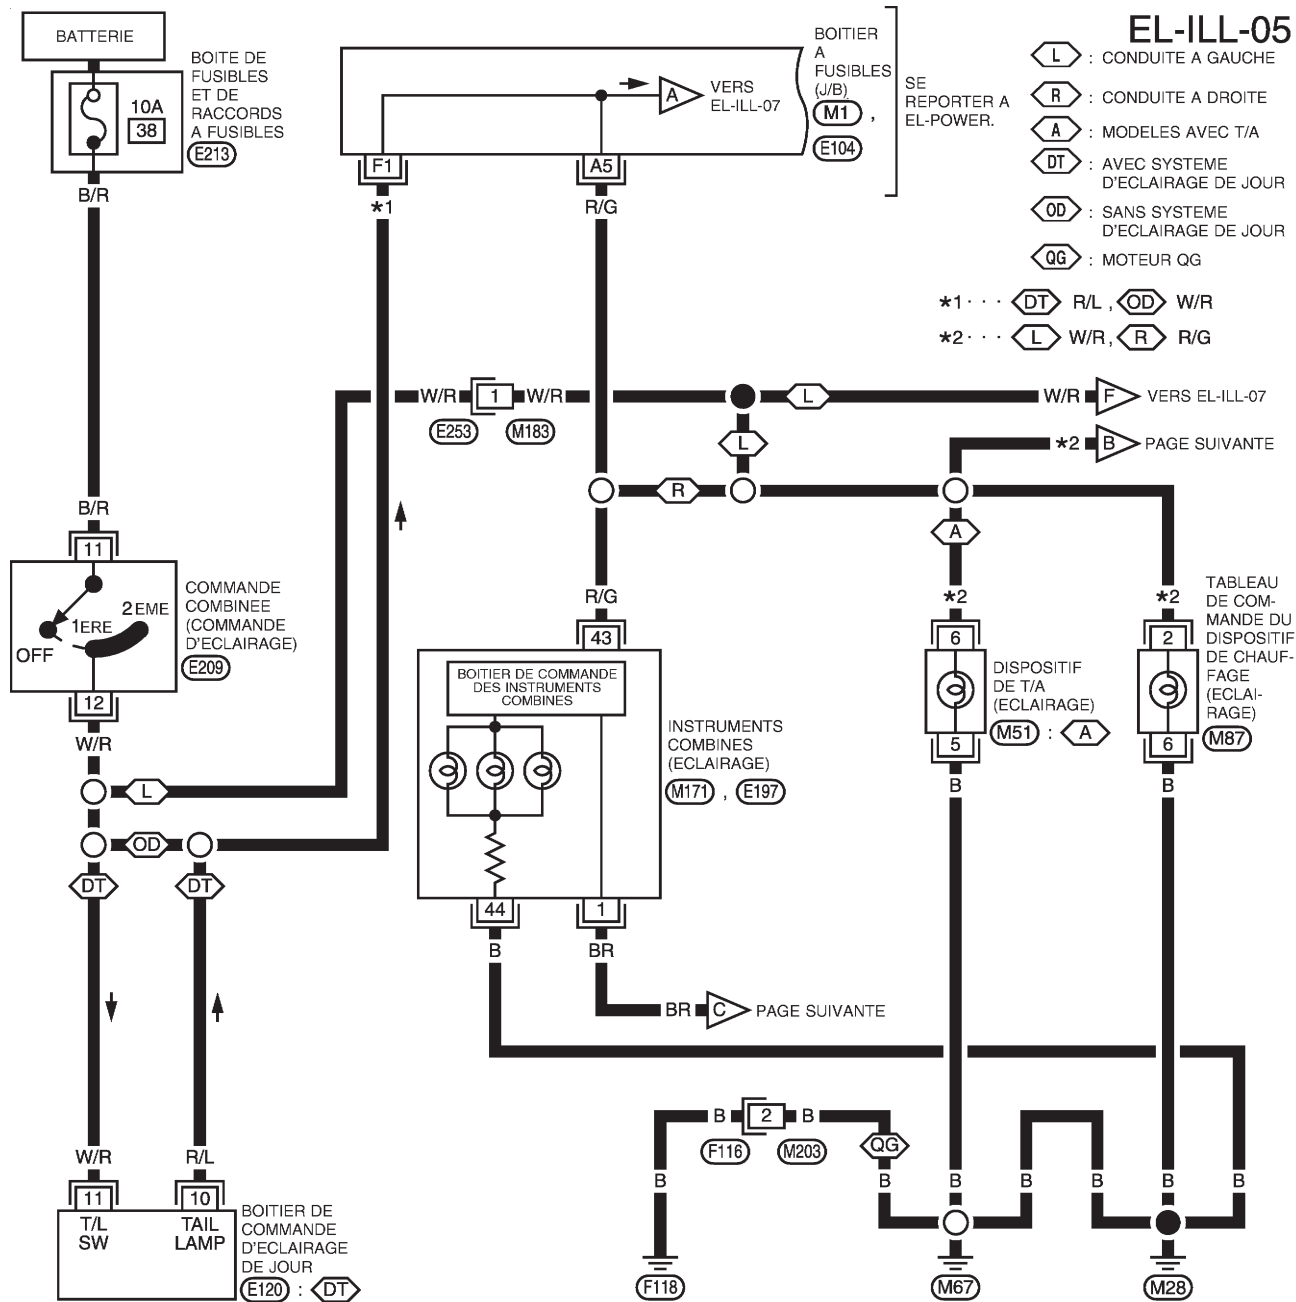 EL-ILL-05
BATTERIE
10A
38
BOITE DE
FUSIBLES
ET DE
RACCORDS
A FUSIBLES
E213
B/R
VERS
EL-ILL-07
A
BOITIER
A
FUSIBLES
(J/B)
M1 ,
E104
SE
REPORTER A
EL-POWER.
L : CONDUITE A GAUCHE
R : CONDUITE A DROITE
A : MODELES AVEC T/A
DT : AVEC SYSTEME
D'ECLAIRAGE DE JOUR
OD : SANS SYSTEME
D'ECLAIRAGE DE JOUR
QG : MOTEUR QG
*1 · · · DT R/L , OD W/R
*2 · · · L W/R, R R/G
F1
*1
A5
R/G
W/R 1 W/R
E253 M183
L
W/R F VERS EL-ILL-07
L
*2 B PAGE SUIVANTE
R
A
B/R
11
OFF
1ERE
2EME
COMMANDE
COMBINEE
(COMMANDE
D'ECLAIRAGE)
E209
12
W/R
L
OD
DT DT
R/G
43
BOITIER DE COMMANDE
DES INSTRUMENTS
COMBINES
INSTRUMENTS
COMBINES
(ECLAIRAGE)
M171 , E197
44 1
B BR
BR C PAGE SUIVANTE
*2
6
DISPOSITIF
DE T/A
(ECLAIRAGE)
M51 : A
5
B
*2
2
TABLEAU
DE COM-
MANDE DU
DISPOSITIF
DE CHAUF-
FAGE
(ECLAI-
RAGE)
M87
6
B
B 2 B
F116 M203
QG
B B B B B B B
F118 M67 M28
W/R R/L
11 10
T/L
SW
TAIL
LAMP
BOITIER DE
COMMANDE
D'ECLAIRAGE
DE JOUR
E120 : DT